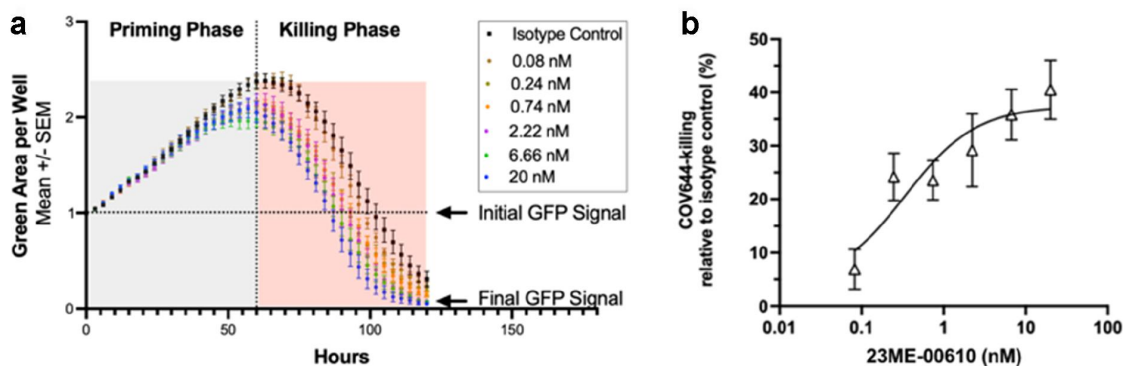 a
Priming Phase
Killing Phase
Green Area per Well
Mean +/- SEM
3
2
1
0
0
50
100
150
Hours
Isotype Control
0.08 nM
0.24 nM
0.74 nM
2.22 nM
6.66 nM
20 nM
Initial GFP Signal
Final GFP Signal
b
COV644-killing
relative to isotype control (%)
50
40
30
20
10
0
0.01
0.1
1
10
100
23ME-00610 (nM)